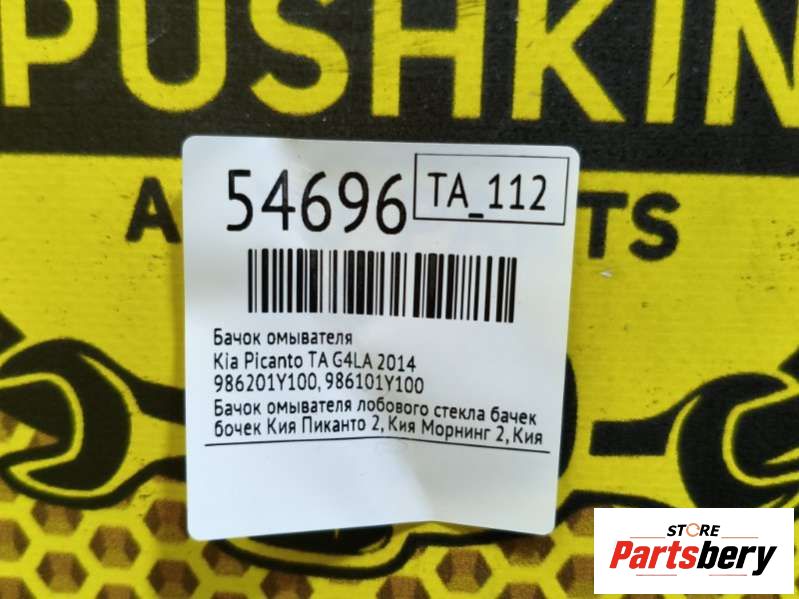 PUSHKIN
54696
TA_112
Бачок омывателя
Kia Picanto TA G4LA 2014
986201Y100, 986101Y100
Бачок омывателя лобового стекла бачек
бочек Кия Пиканто 2, Кия Морнинг 2, Кия
STORE
Partsbery